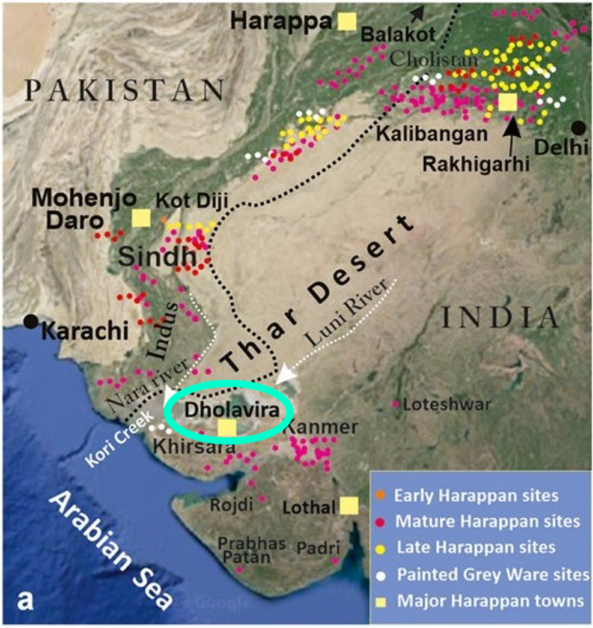 Harappa
Balakot
Cholistan
PAKISTAN
Kalibangan
Delhi
Rakhigarhi
Mohenjo
Daro
Kot Diji
Sindh
Thar Desert
Luni River
INDIA
Indus
Karachi
Nara river
Dholavira
Loteshwar
Kori Creek
Kanmer
Khirsara
Arabian Sea
Rojdi
Lothal
Prabhas
Patan
Padri
Early Harappan sites
Mature Harappan sites
Late Harappan sites
Painted Grey Ware sites
Major Harappan towns
a
Google